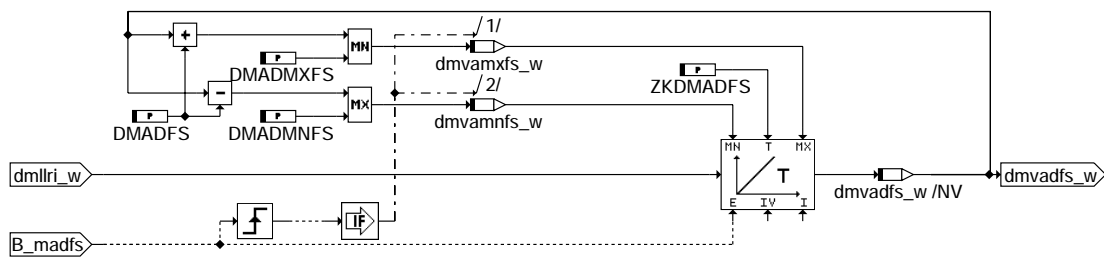 / 1/
+
MN
P
DMADMXFS
dmvamxfs_w
P
ZKDMADFS
-
/ 2/
P
DMADFS
P
DMADMNFS
MX
dmvamnfs_w
MN T MX
dmllri_w
T
dmvadfs_w /NV
dmvadfs_w
E IV I
IF
B_madfs